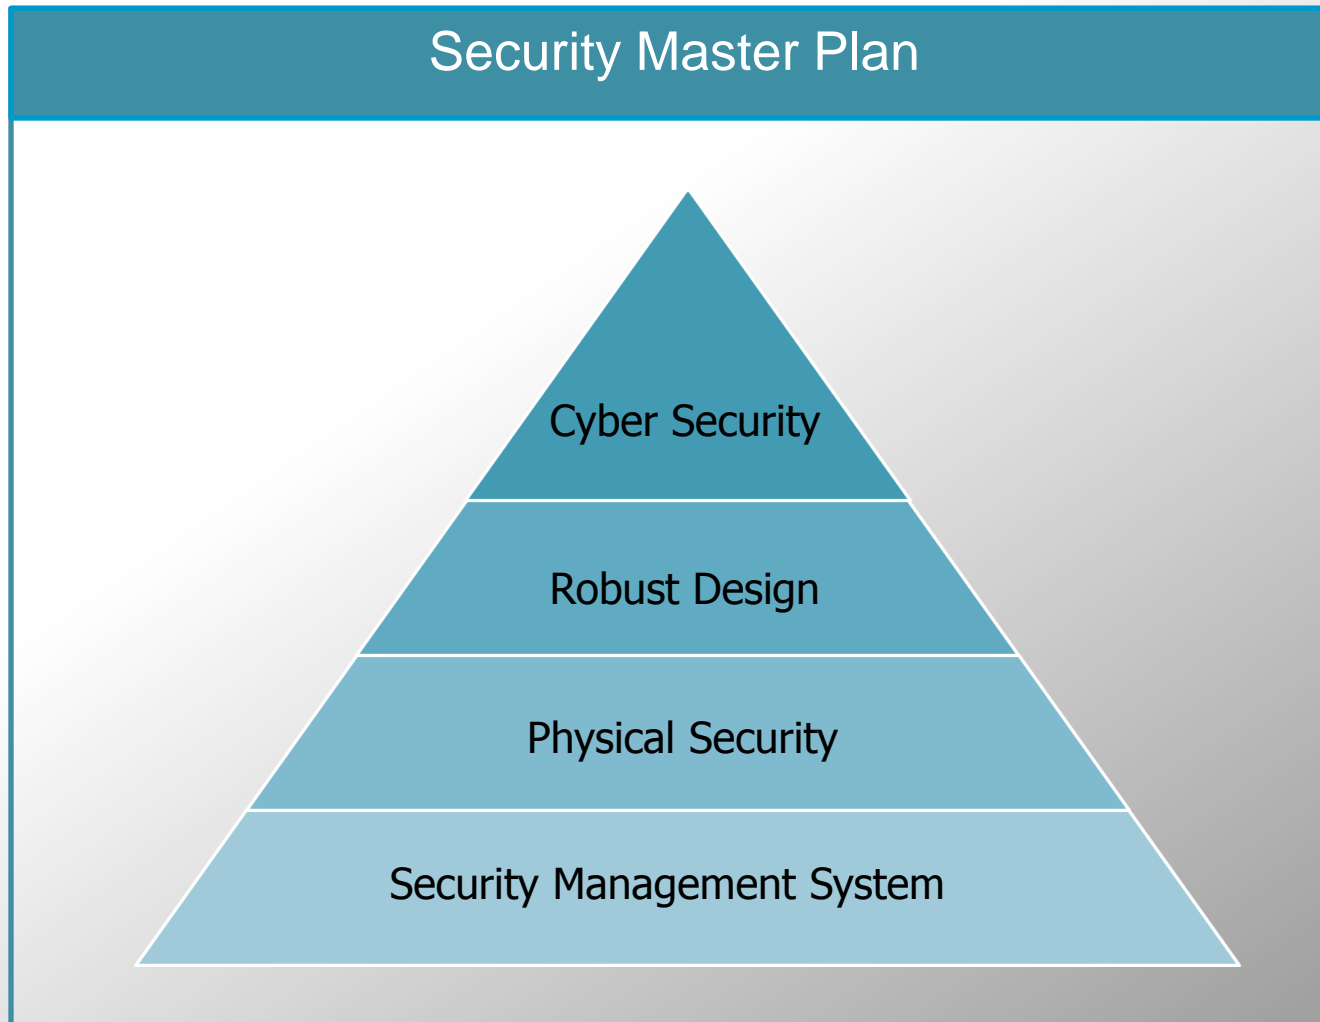 Security Master Plan
Cyber Security
Robust Design
Physical Security
Security Management System